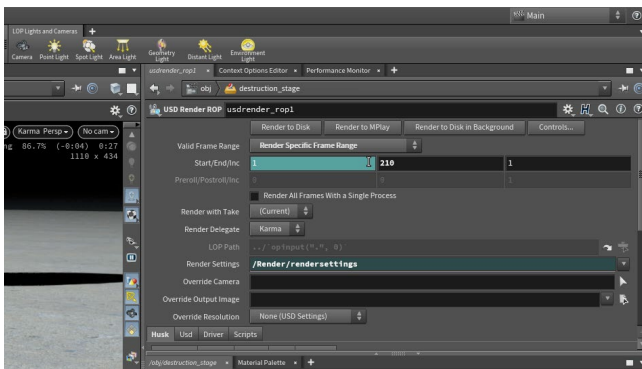 Main
LOP Lights and Cameras
Camera Point Light Spot Light Area Light Geometry Light Distant Light Environment Light
usdrender_rop1 × Context Options Editor × Performance Monitor ×
obj destruction_stage
USD Render ROP usdrender_rop1
Karma Persp No cam
ng 86.7% (-0:04) 0:27
1110 x 434
Render to Disk Render to MPlay Render to Disk in Background Controls...
Valid Frame Range Render Specific Frame Range
Start/End/Inc 1 210 1
Preroll/Postroll/Inc 0 0 1
Render All Frames With a Single Process
Render with Take (Current)
Render Delegate Karma
LOP Path ../`opinput(".", 0)`
Render Settings /Render/rendersettings
Override Camera
Override Output Image
Override Resolution None (USD Settings)
Husk Usd Driver Scripts
/obj/destruction_stage × Material Palette ×